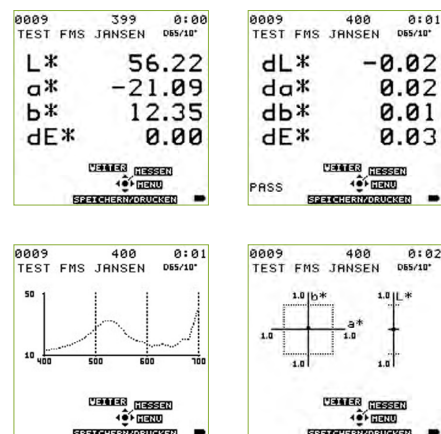 0009 399 0:00
TEST FMS JANSEN D65/10°
L* 56.22
a* -21.09
b* 12.35
dE* 0.00
WEITER MESSEN
MENU
SPEICHERN/DRUCKEN
0009 400 0:01
TEST FMS JANSEN D65/10°
dL* -0.02
da* 0.02
db* 0.01
dE* 0.03
WEITER MESSEN
PASS MENU
SPEICHERN/DRUCKEN
0009 400 0:01
TEST FMS JANSEN D65/10°
50
10
400 500 600 700
WEITER MESSEN
MENU
SPEICHERN/DRUCKEN
0009 400 0:02
TEST FMS JANSEN D65/10°
1.0 b* 1.0 L*
a*
1.0 1.0
1.0 1.0
WEITER MESSEN
MENU
SPEICHERN/DRUCKEN